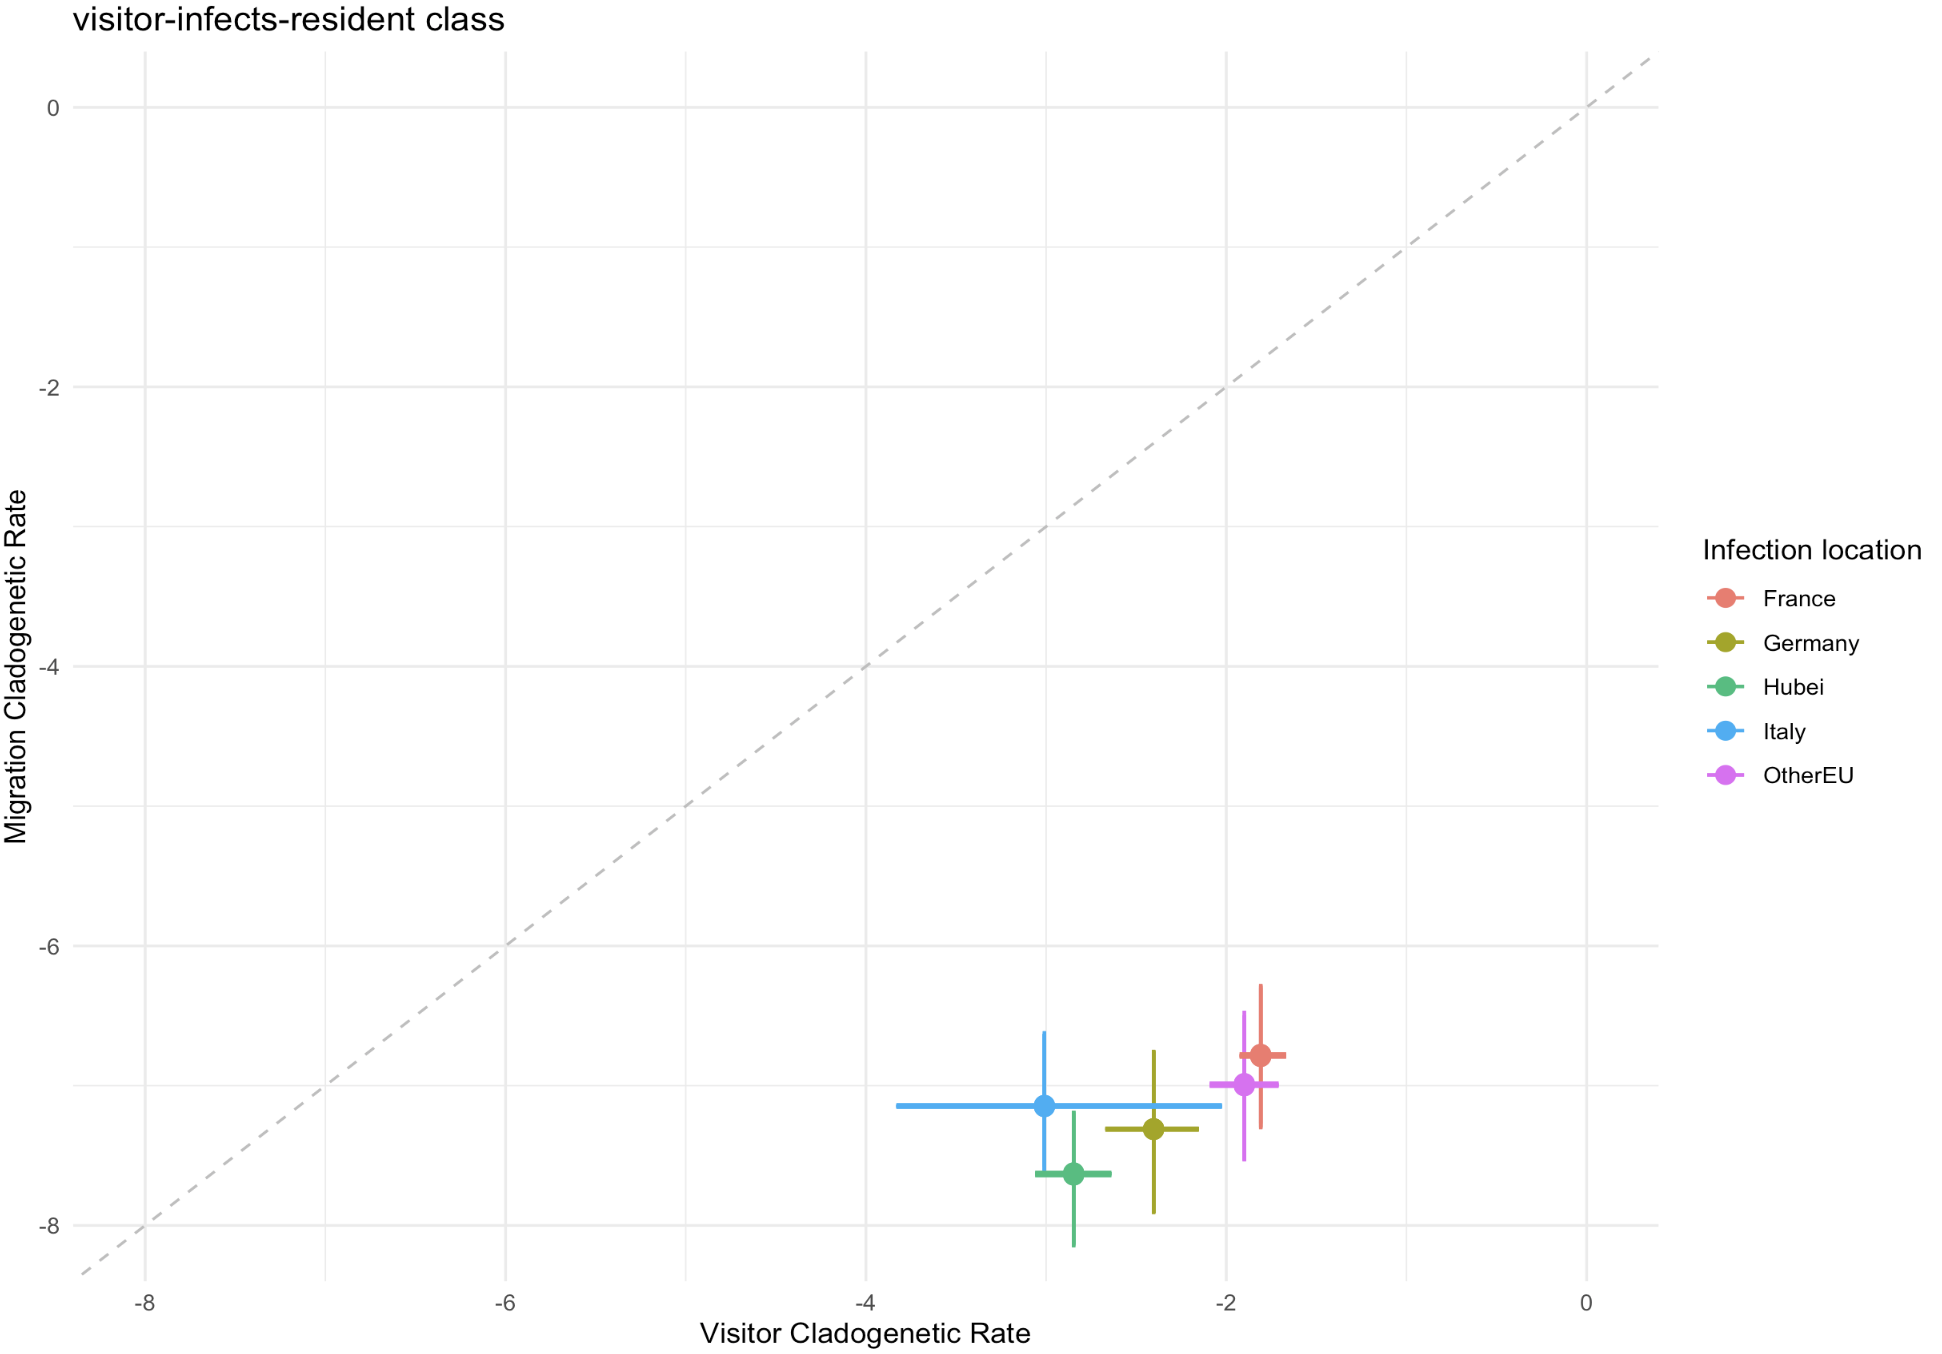 visitor-infects-resident class
Migration Cladogenetic Rate
0
-2
-4
-6
-8
-8
-6
-4
-2
0
Visitor Cladogenetic Rate
Infection location
France
Germany
Hubei
Italy
OtherEU